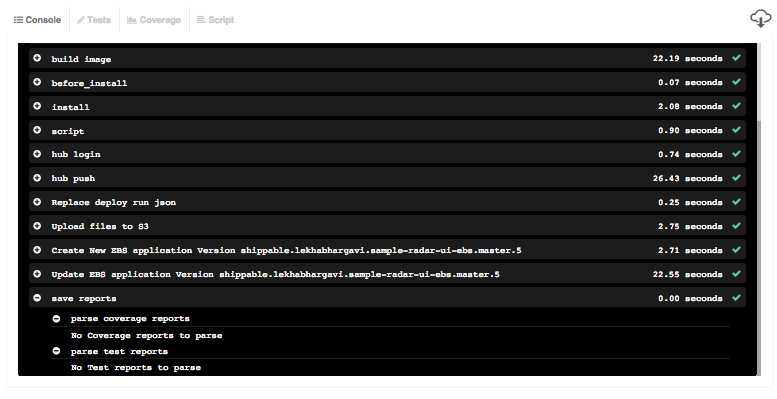 Console Tests Coverage Script
build image 22.19 seconds
before_install 0.07 seconds
install 2.08 seconds
script 0.90 seconds
hub login 0.74 seconds
hub push 26.43 seconds
Replace deploy run json 0.25 seconds
Upload files to S3 2.75 seconds
Create New EBS application Version shippable.lekhabhargavi.sample-radar-ui-ebs.master.5 2.71 seconds
Update EBS application Version shippable.lekhabhargavi.sample-radar-ui-ebs.master.5 22.55 seconds
save reports 0.00 seconds
parse coverage reports
No Coverage reports to parse
parse test reports
No Test reports to parse